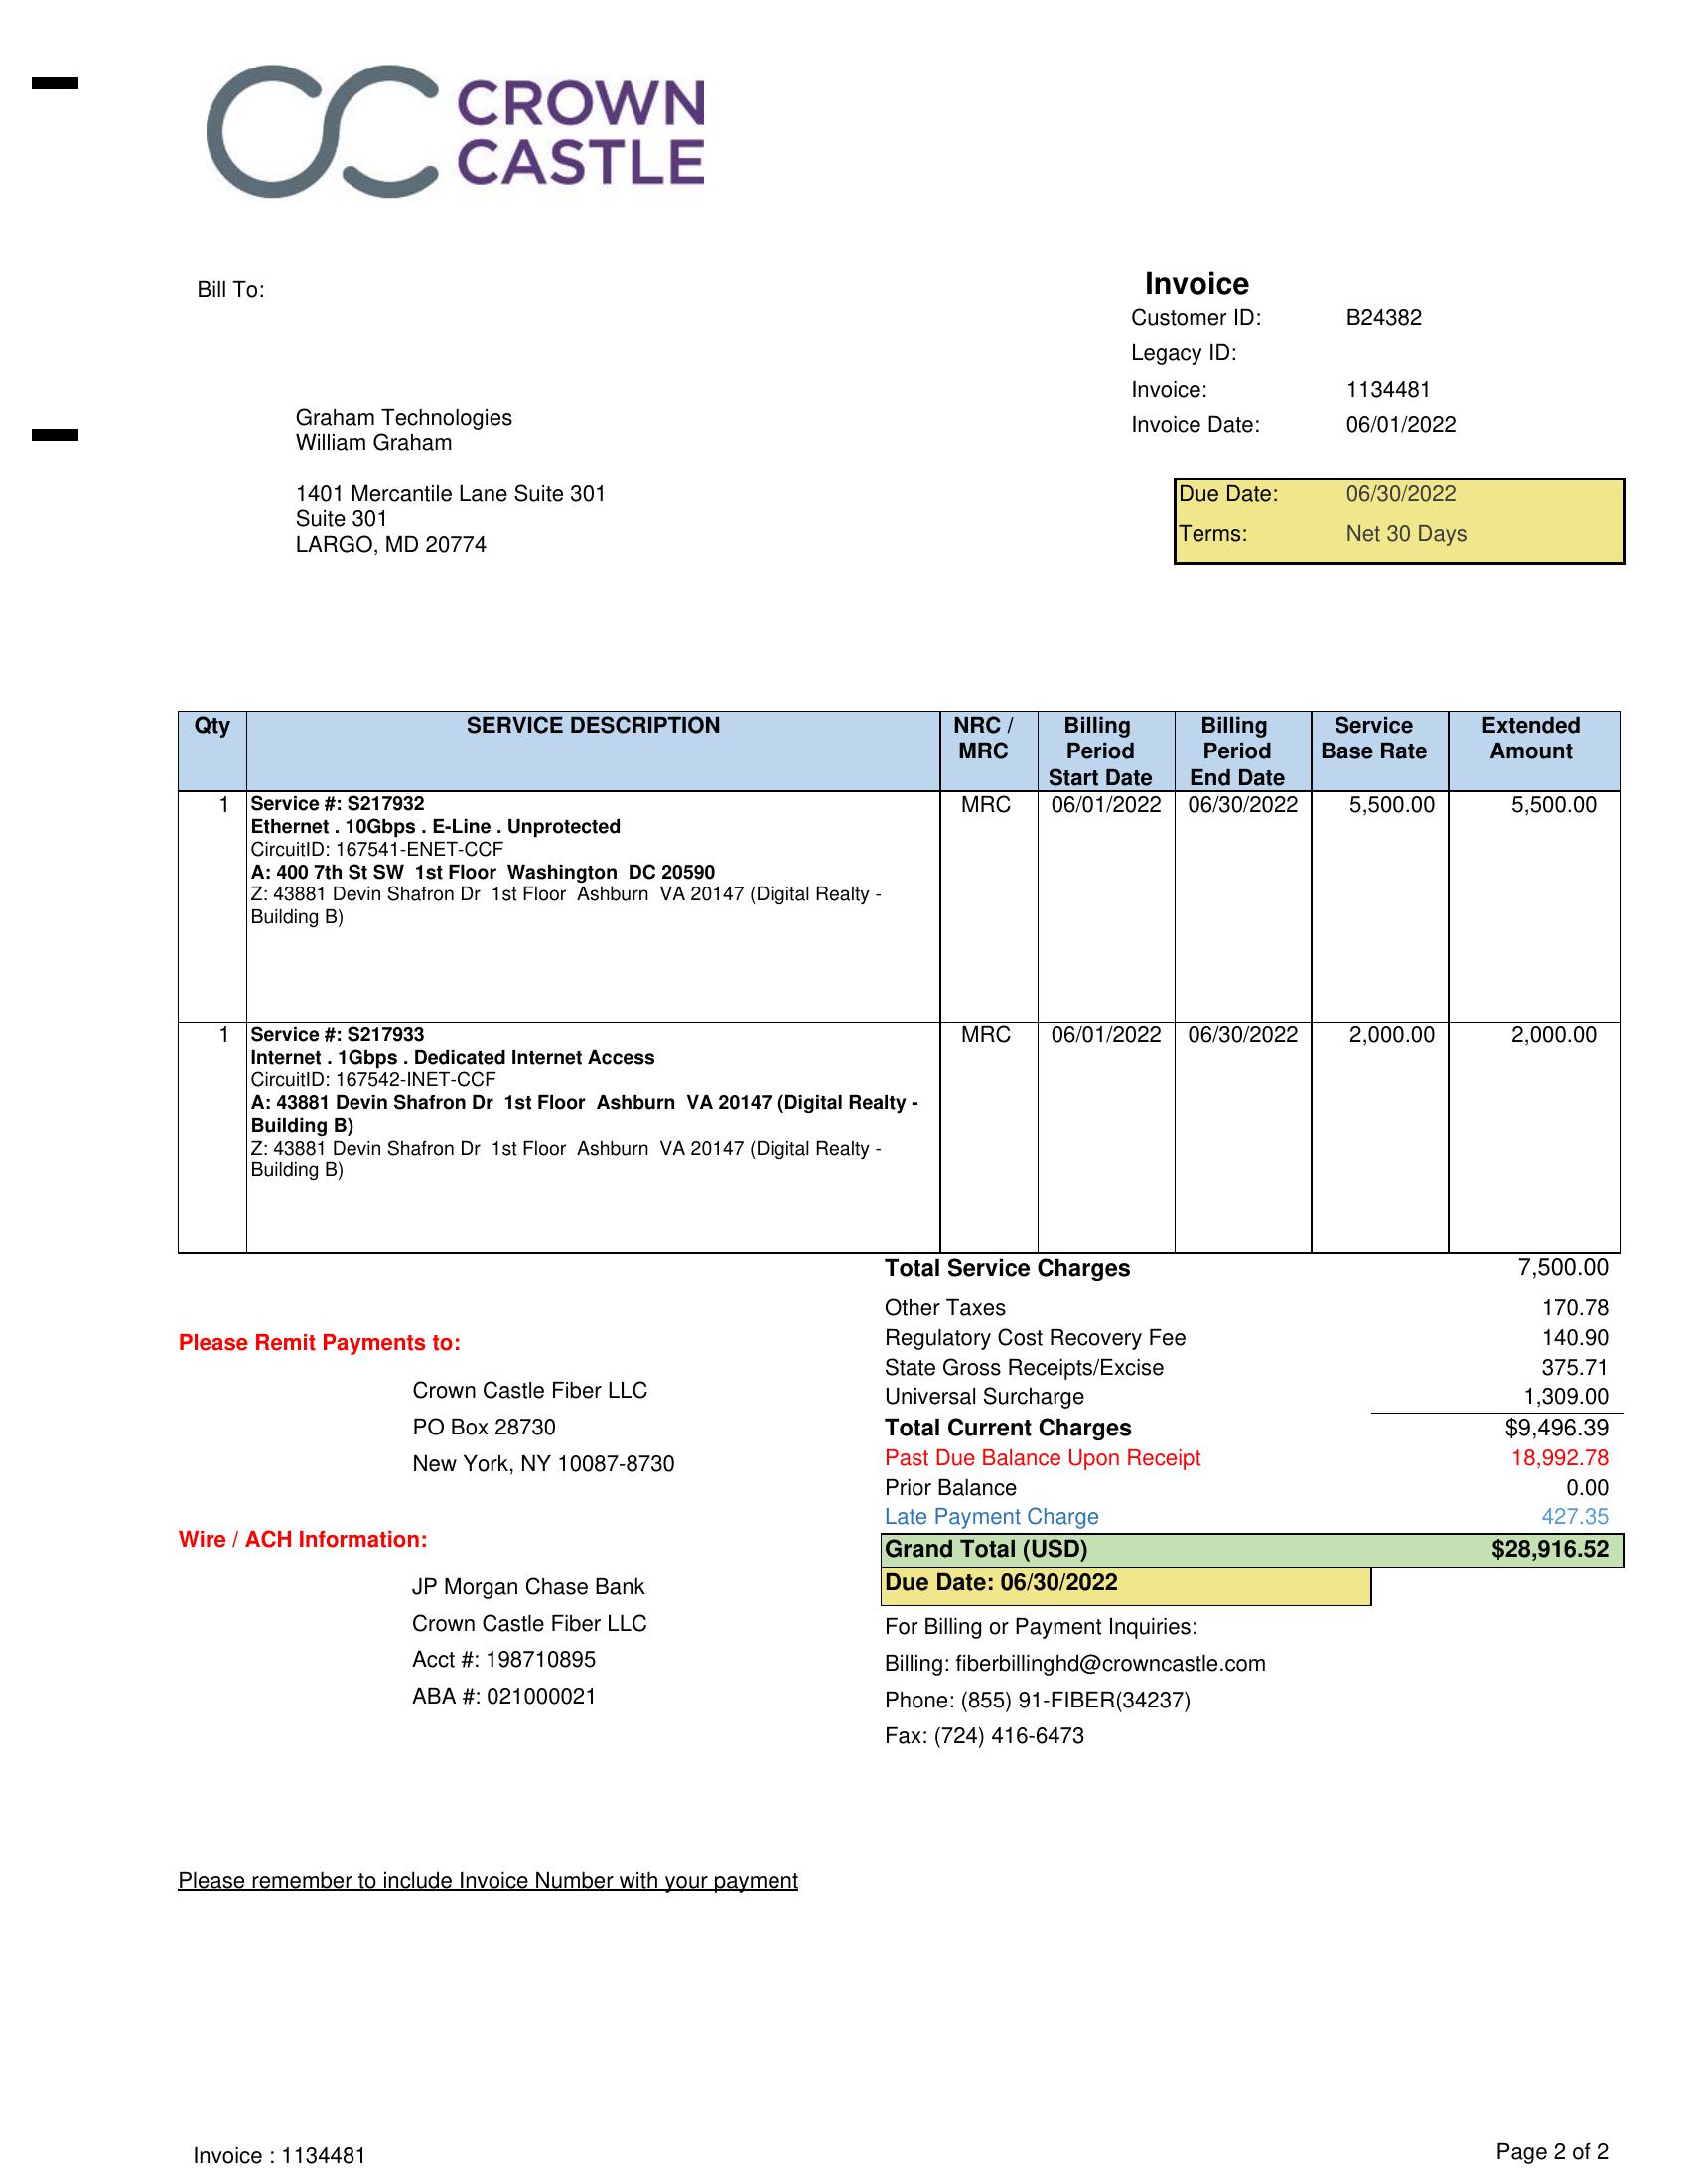 CROWN
CASTLE
Bill To:
Invoice
Customer ID: B24382
Legacy ID:
Invoice: 1134481
Invoice Date: 06/01/2022
Graham Technologies
William Graham
1401 Mercantile Lane Suite 301
Suite 301
LARGO, MD 20774
Due Date: 06/30/2022
Terms: Net 30 Days
Qty SERVICE DESCRIPTION NRC / MRC Billing Period Start Date Billing Period End Date Service Base Rate Extended Amount
1 Service #: S217932 MRC 06/01/2022 06/30/2022 5,500.00 5,500.00
Ethernet . 10Gbps . E-Line . Unprotected
CircuitID: 167541-ENET-CCF
A: 400 7th St SW 1st Floor Washington DC 20590
Z: 43881 Devin Shafron Dr 1st Floor Ashburn VA 20147 (Digital Realty -
Building B)
1 Service #: S217933 MRC 06/01/2022 06/30/2022 2,000.00 2,000.00
Internet . 1Gbps . Dedicated Internet Access
CircuitID: 167542-INET-CCF
A: 43881 Devin Shafron Dr 1st Floor Ashburn VA 20147 (Digital Realty -
Building B)
Z: 43881 Devin Shafron Dr 1st Floor Ashburn VA 20147 (Digital Realty -
Building B)
Total Service Charges 7,500.00
Other Taxes 170.78
Regulatory Cost Recovery Fee 140.90
State Gross Receipts/Excise 375.71
Universal Surcharge 1,309.00
Total Current Charges $9,496.39
Past Due Balance Upon Receipt 18,992.78
Prior Balance 0.00
Late Payment Charge 427.35
Grand Total (USD) $28,916.52
Due Date: 06/30/2022
For Billing or Payment Inquiries:
Billing: fiberbillinghd@crowncastle.com
Phone: (855) 91-FIBER(34237)
Fax: (724) 416-6473
Please Remit Payments to:
Crown Castle Fiber LLC
PO Box 28730
New York, NY 10087-8730
Wire / ACH Information:
JP Morgan Chase Bank
Crown Castle Fiber LLC
Acct #: 198710895
ABA #: 021000021
Please remember to include Invoice Number with your payment
Invoice : 1134481
Page 2 of 2